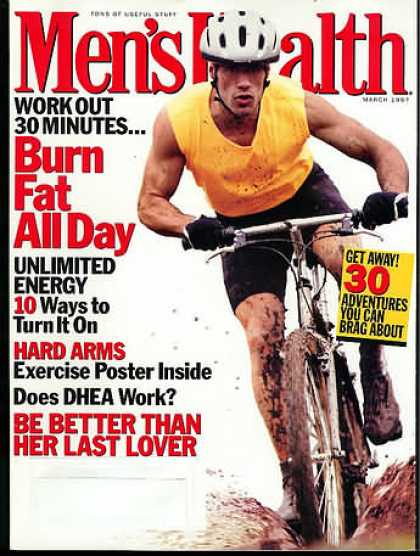 TONS OF USEFUL STUFF
Men's Health
MARCH 1997
WORK OUT
30 MINUTES...
Burn
Fat
All Day
UNLIMITED
ENERGY
10 Ways to
Turn It On
HARD ARMS
Exercise Poster Inside
Does DHEA Work?
BE BETTER THAN
HER LAST LOVER
GET AWAY!
30
ADVENTURES
YOU CAN
BRAG ABOUT